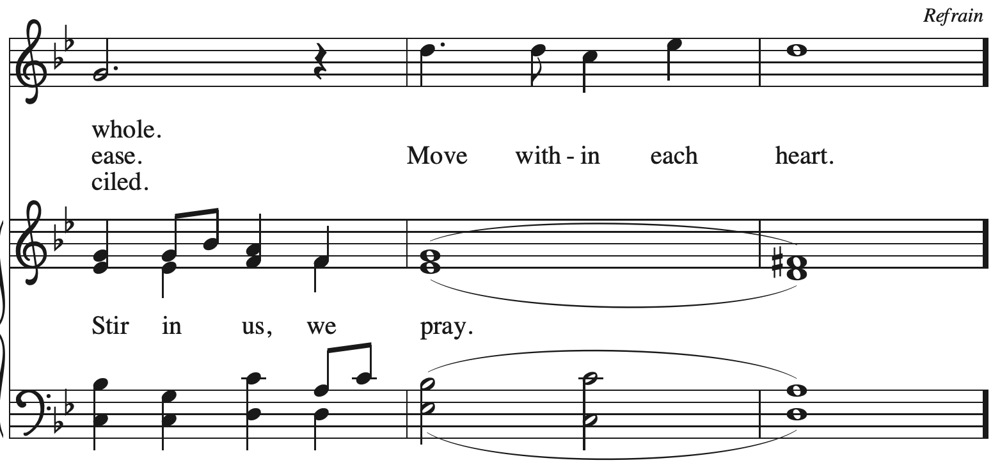 Refrain
whole.
ease. Move with - in each heart.
ciled.
Stir in us, we pray.